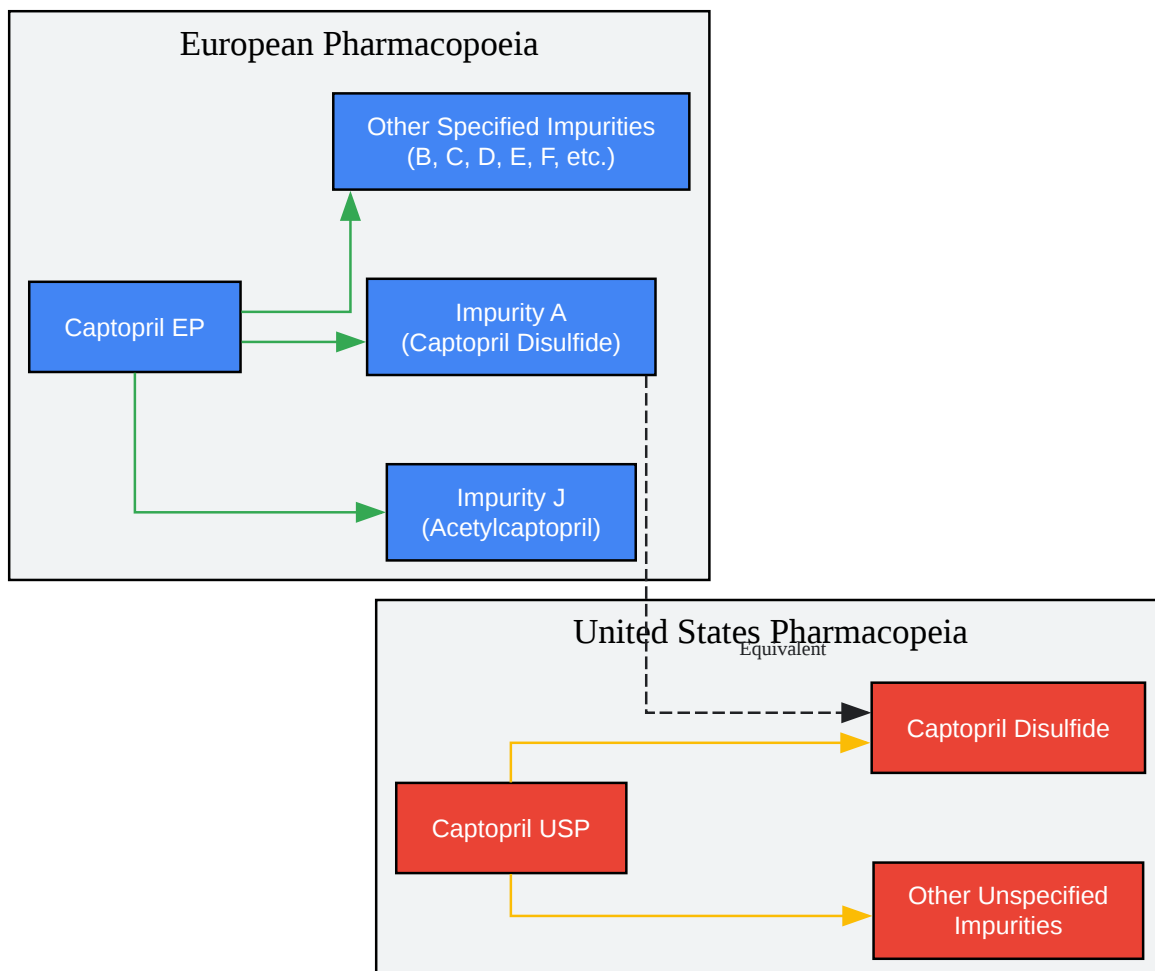 European Pharmacopoeia
Other Specified Impurities
(B, C, D, E, F, etc.)
Captopril EP
Impurity A
(Captopril Disulfide)
Impurity J
(Acetylcaptopril)
United States Pharmacopeia
Equivalent
Captopril Disulfide
Captopril USP
Other Unspecified
Impurities